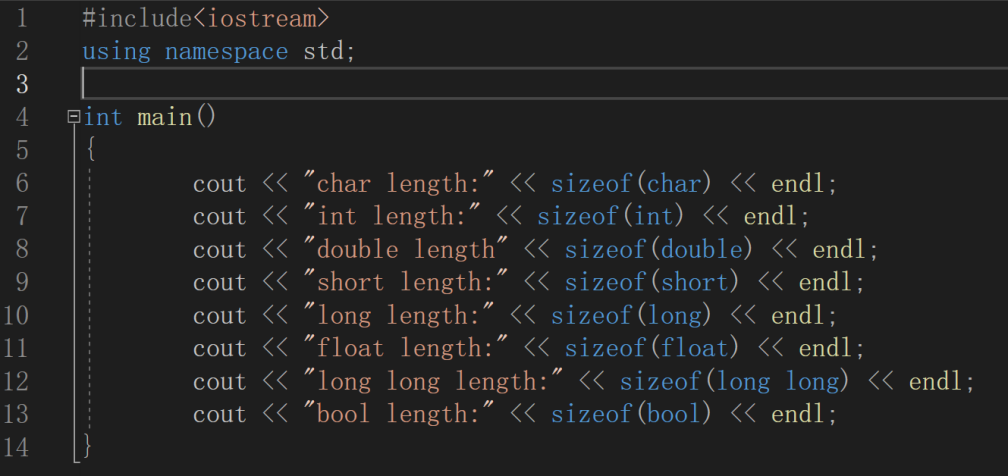 1 #include<iostream>
2 using namespace std;
3
4 int main()
5 {
6 cout << "char length:" << sizeof(char) << endl;
7 cout << "int length:" << sizeof(int) << endl;
8 cout << "double length" << sizeof(double) << endl;
9 cout << "short length:" << sizeof(short) << endl;
10 cout << "long length:" << sizeof(long) << endl;
11 cout << "float length:" << sizeof(float) << endl;
12 cout << "long long length:" << sizeof(long long) << endl;
13 cout << "bool length:" << sizeof(bool) << endl;
14 }